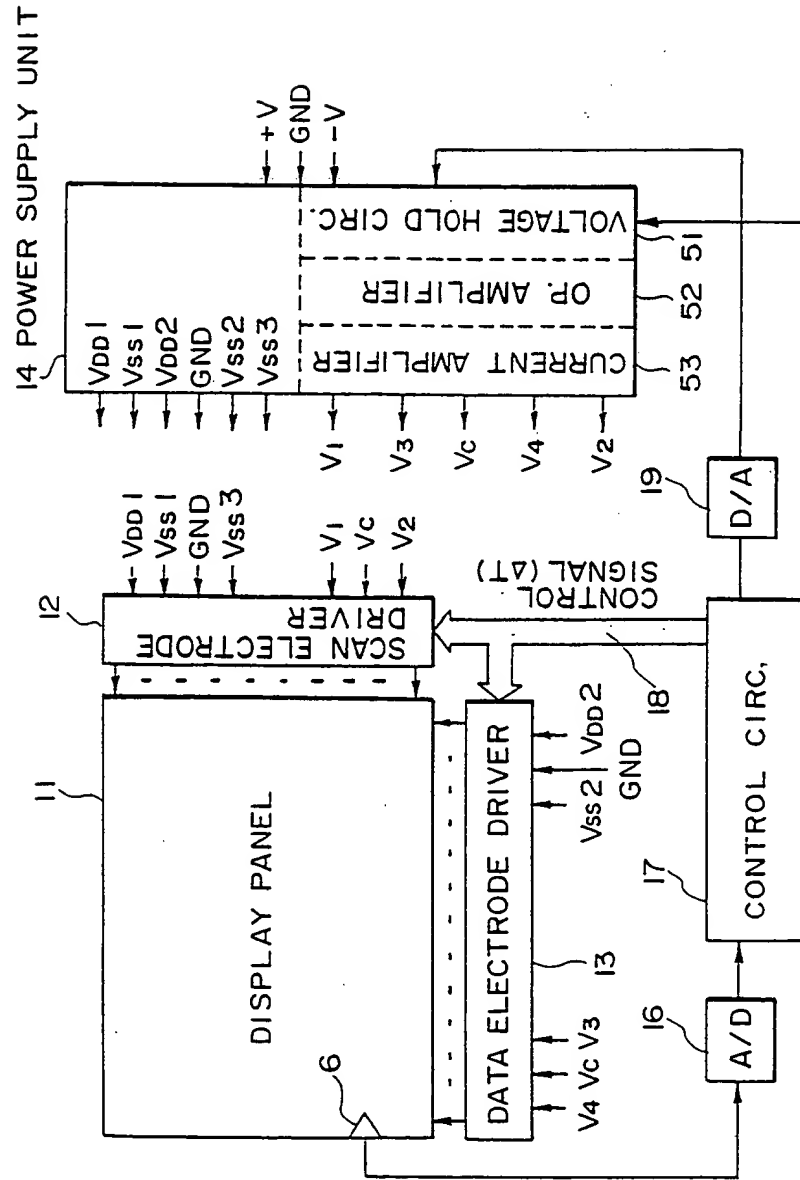 14 POWER SUPPLY UNIT
+V
GND
-V
VDD1
VSS1
VDD2
GND
VSS2
VSS3
VOLTAGE HOLD CIRC.
OP. AMPLIFIER
CURRENT AMPLIFIER
51
52
53
V1
V3
VC
V4
V2
19
D/A
12
SCAN ELECTRODE
DRIVER
VDD1
VSS1
GND
VSS3
V1
VC
V2
CONTROL
SIGNAL (ΔT)
18
11
DISPLAY PANEL
6
DATA ELECTRODE DRIVER
13
V4 VC V3
VSS2
GND
VDD2
17
CONTROL CIRC,
16
A/D